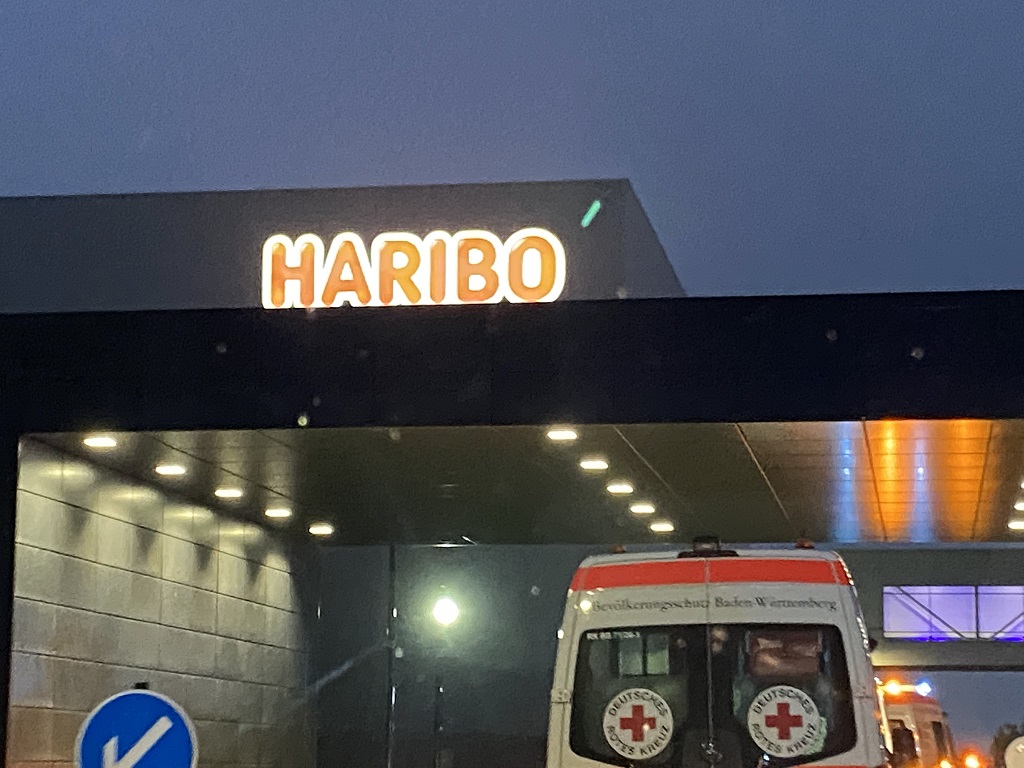 HARIBO
Bevölkerungsschutz Baden-Württemberg
DEUTSCHES
ROTES KREUZ
DEUTSCHES
ROTES KREUZ